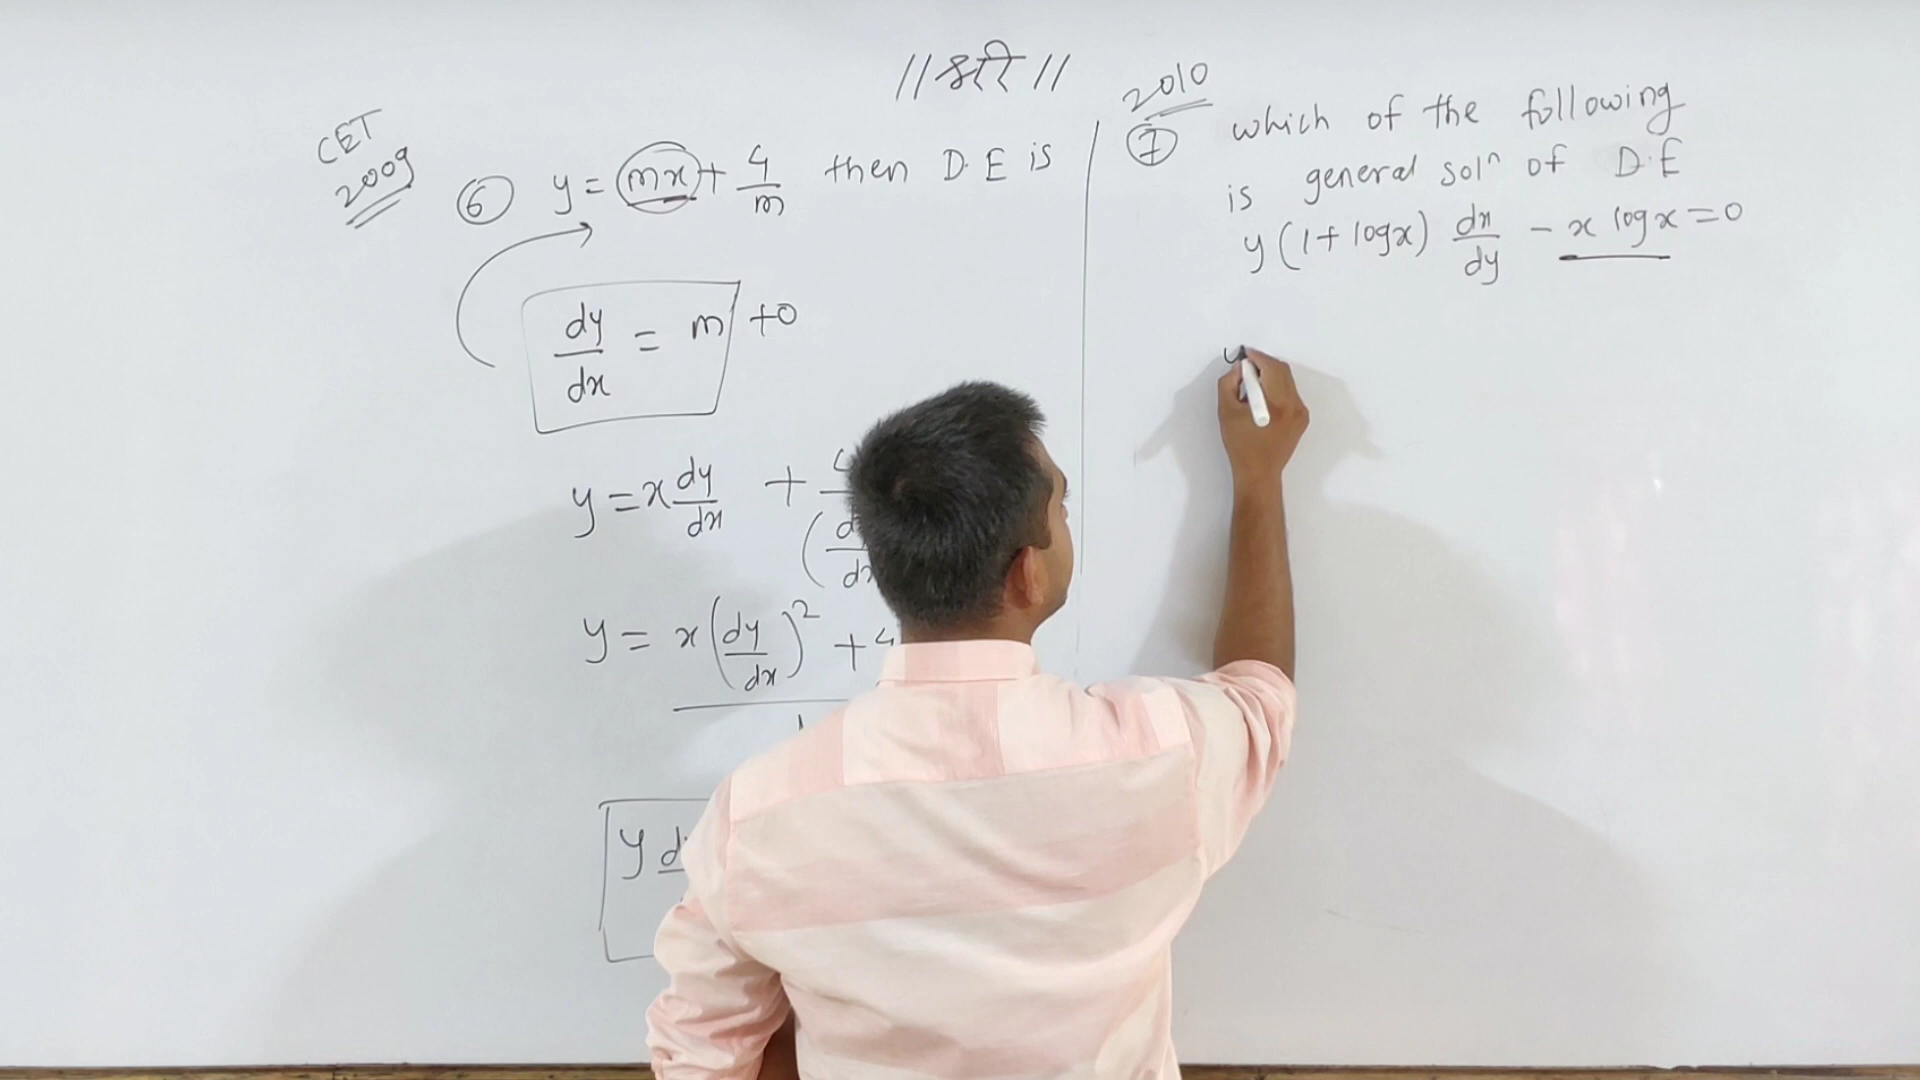 ॥ श्री ॥
CET
2009
⑥ y = mx + 4/m then D.E is
dy/dx = m + 0
y = x dy/dx +
y = x (dy/dx)² + 4
y d
2010
⑦ which of the following
is general solⁿ of D.E
y (1 + log x) dx/dy - x log x = 0